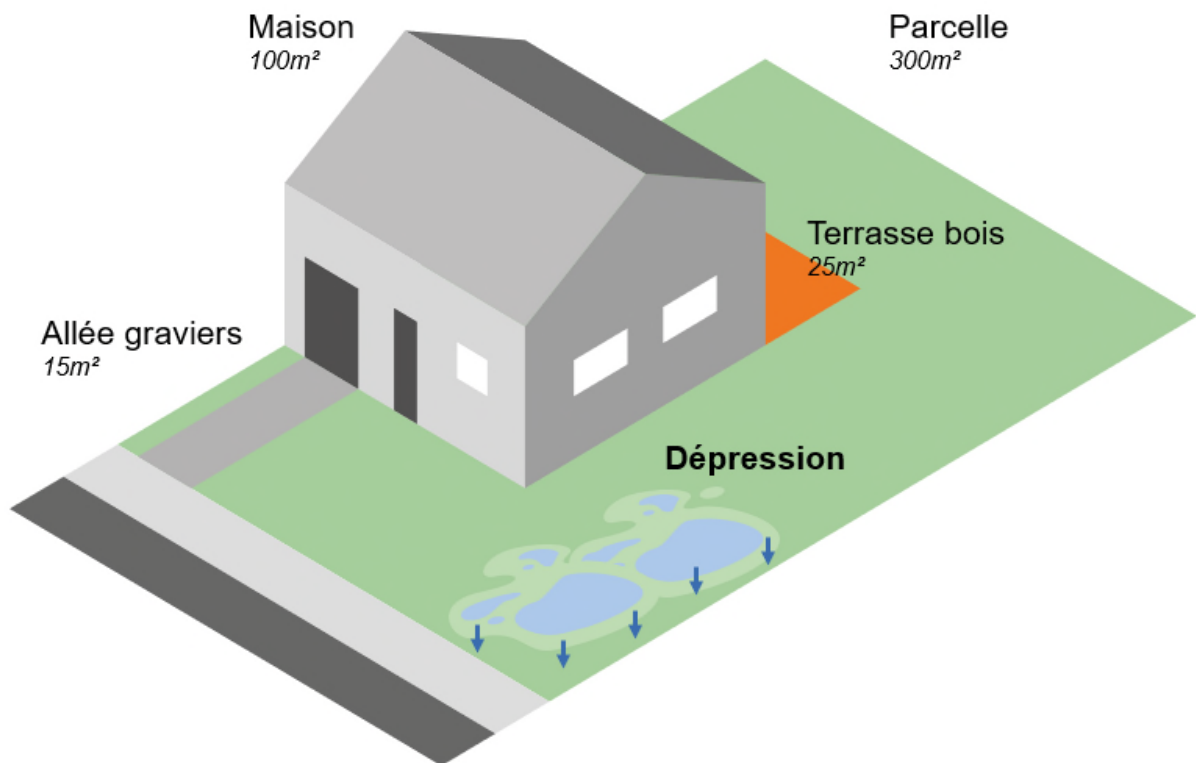 Maison
100m²
Parcelle
300m²
Terrasse bois
25m²
Allée graviers
15m²
Dépression